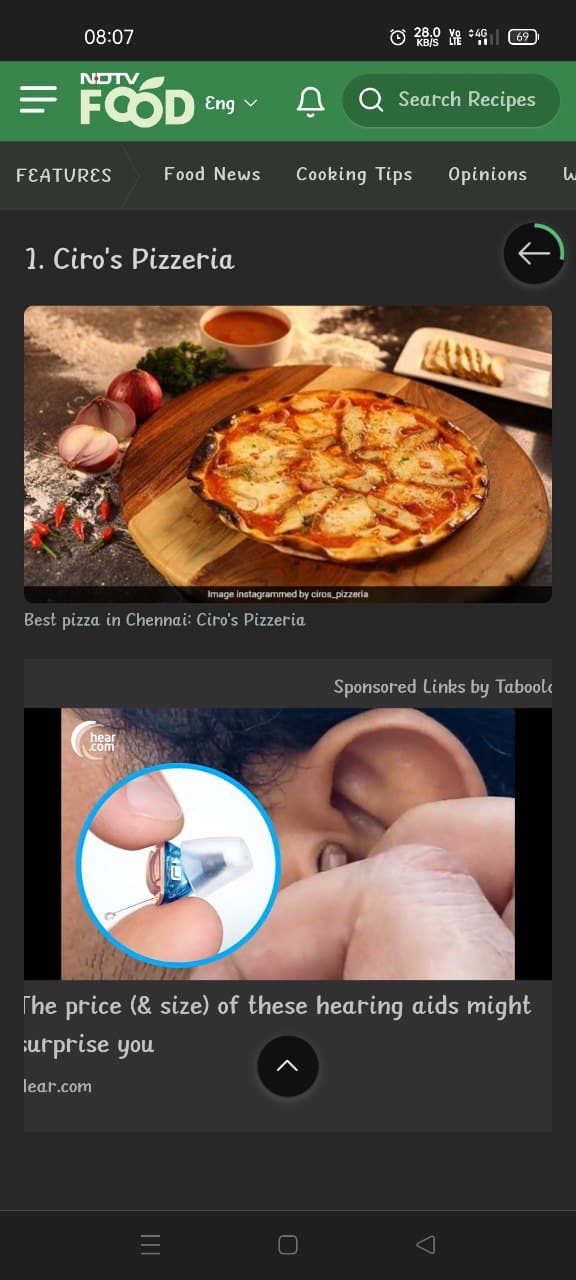 08:07
28.0 KB/S Vo LTE 4G 69
NDTV
FOOD
Eng
Search Recipes
FEATURES
Food News
Cooking Tips
Opinions
1. Ciro's Pizzeria
Image instagrammed by ciros_pizzeria
Best pizza in Chennai: Ciro's Pizzeria
Sponsored Links by Taboola
hear
.com
The price (& size) of these hearing aids might
surprise you
Hear.com